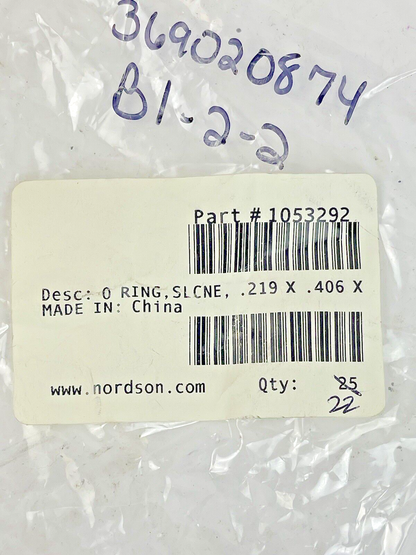 369020874
B1-2-2
Part # 1053292
Desc: O RING,SLCNE, .219 X .406 X
MADE IN: China
www.nordson.com Qty: 25
22